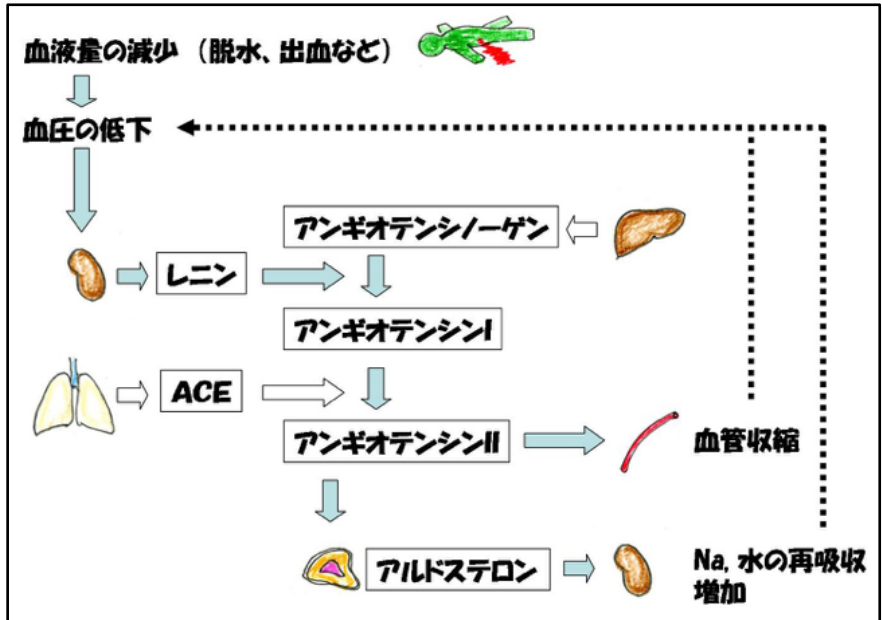 血液量の減少 （脱水、出血など）
血圧の低下
アンギオテンシノーゲン
レニン
アンギオテンシンI
ACE
アンギオテンシンII
血管収縮
アルドステロン
Na, 水の再吸収
増加